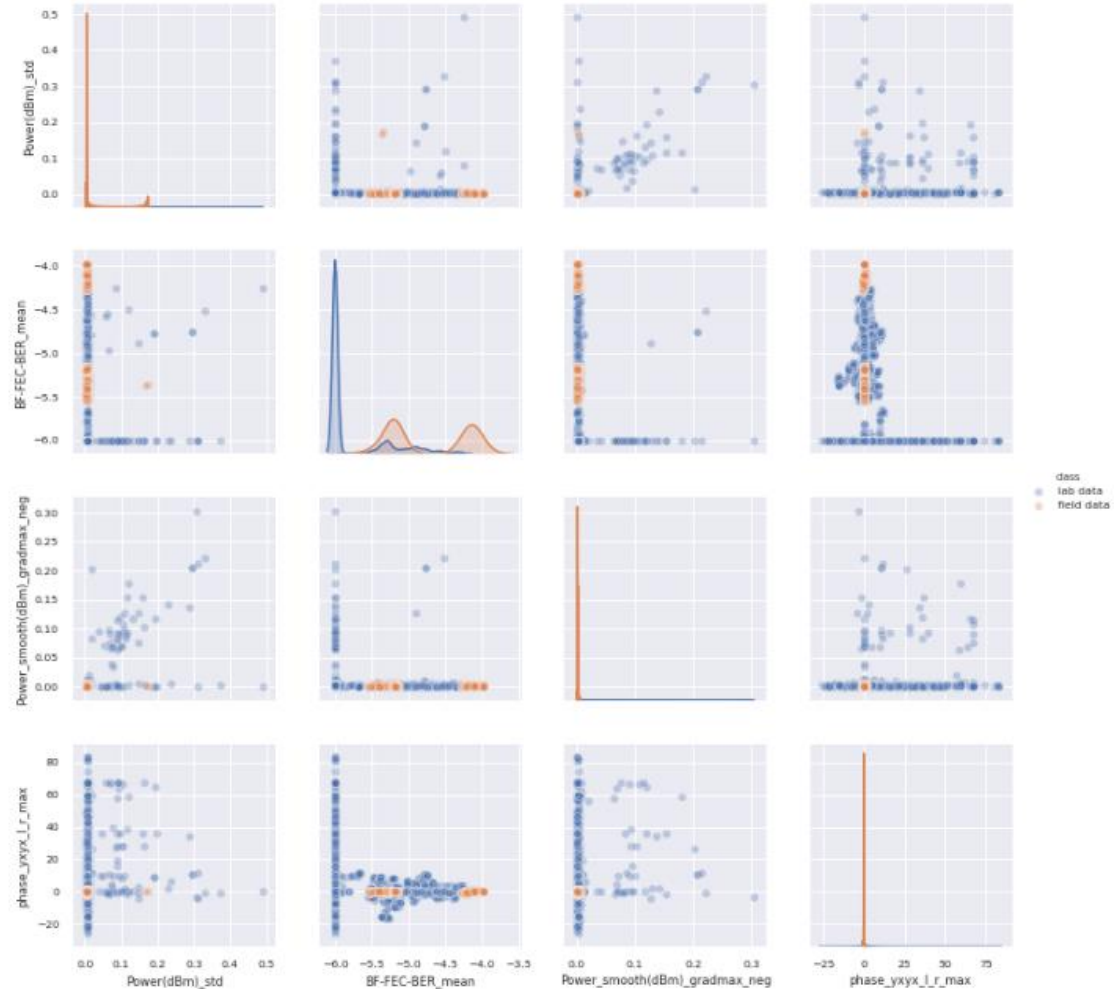 Power(dBm)_std
0.5
0.4
0.3
0.2
0.1
0.0
BF-FEC-BER_mean
−4.0
−4.5
−5.0
−5.5
−6.0
Power_smooth(dBm)_gradmax_neg
0.30
0.25
0.20
0.15
0.10
0.05
0.00
class
lab data
field data
phase_yxyx_l_r_max
80
60
40
20
0
−20
0.0 0.1 0.2 0.3 0.4 0.5
Power(dBm)_std
−6.0 −5.5 −5.0 −4.5 −4.0 −3.5
BF-FEC-BER_mean
0.0 0.1 0.2 0.3
Power_smooth(dBm)_gradmax_neg
−25 0 25 50 75
phase_yxyx_l_r_max